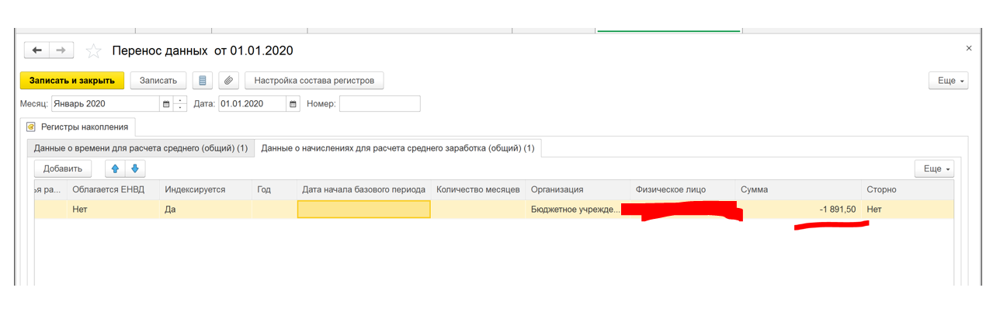 Перенос данных от 01.01.2020
Записать и закрыть Записать Настройка состава регистров Еще
Месяц: Январь 2020 Дата: 01.01.2020 Номер:
Регистры накопления
Данные о времени для расчета среднего (общий) (1) Данные о начислениях для расчета среднего заработка (общий) (1)
Добавить Еще
ья ра... Облагается ЕНВД Индексируется Год Дата начала базового периода Количество месяцев Организация Физическое лицо Сумма Сторно
Нет Да Бюджетное учрежде... -1 891,50 Нет